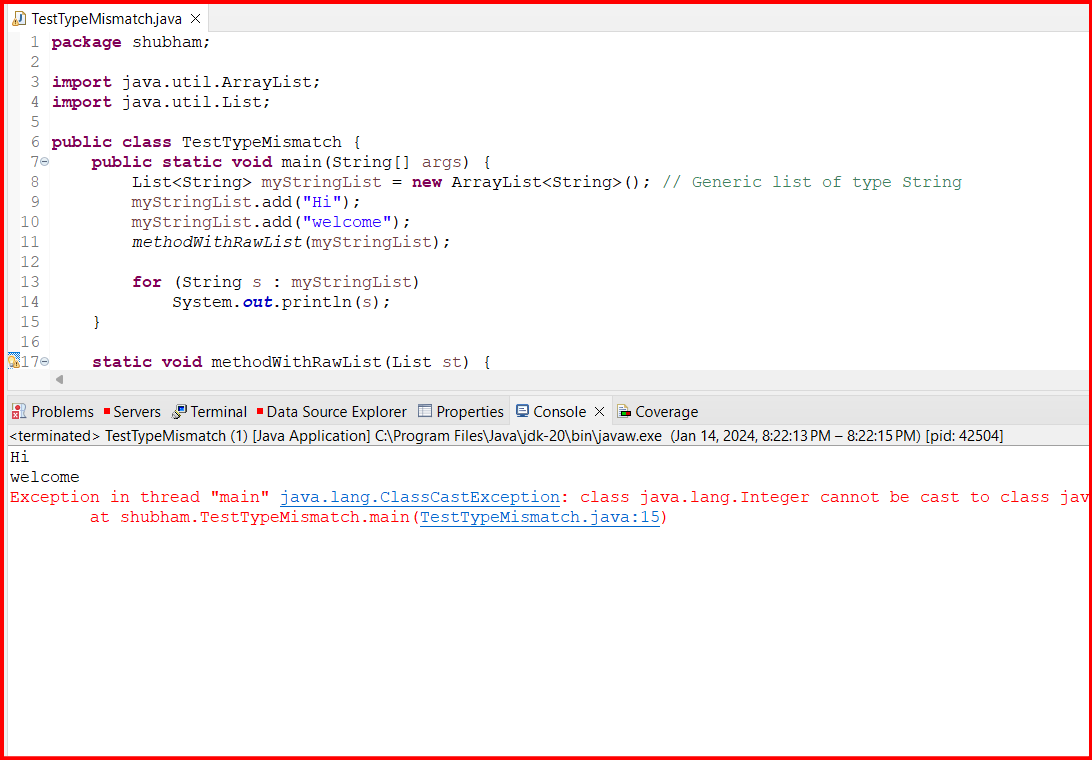 TestTypeMismatch.java
1 package shubham;
2
3 import java.util.ArrayList;
4 import java.util.List;
5
6 public class TestTypeMismatch {
7 public static void main(String[] args) {
8 List<String> myStringList = new ArrayList<String>(); // Generic list of type String
9 myStringList.add("Hi");
10 myStringList.add("welcome");
11 methodWithRawList(myStringList);
12
13 for (String s : myStringList)
14 System.out.println(s);
15 }
16
17 static void methodWithRawList(List st) {
Problems Servers Terminal Data Source Explorer Properties Console Coverage
<terminated> TestTypeMismatch (1) [Java Application] C:\Program Files\Java\jdk-20\bin\javaw.exe (Jan 14, 2024, 8:22:13 PM – 8:22:15 PM) [pid: 42504]
Hi
welcome
Exception in thread "main" java.lang.ClassCastException: class java.lang.Integer cannot be cast to class jav
at shubham.TestTypeMismatch.main(TestTypeMismatch.java:15)